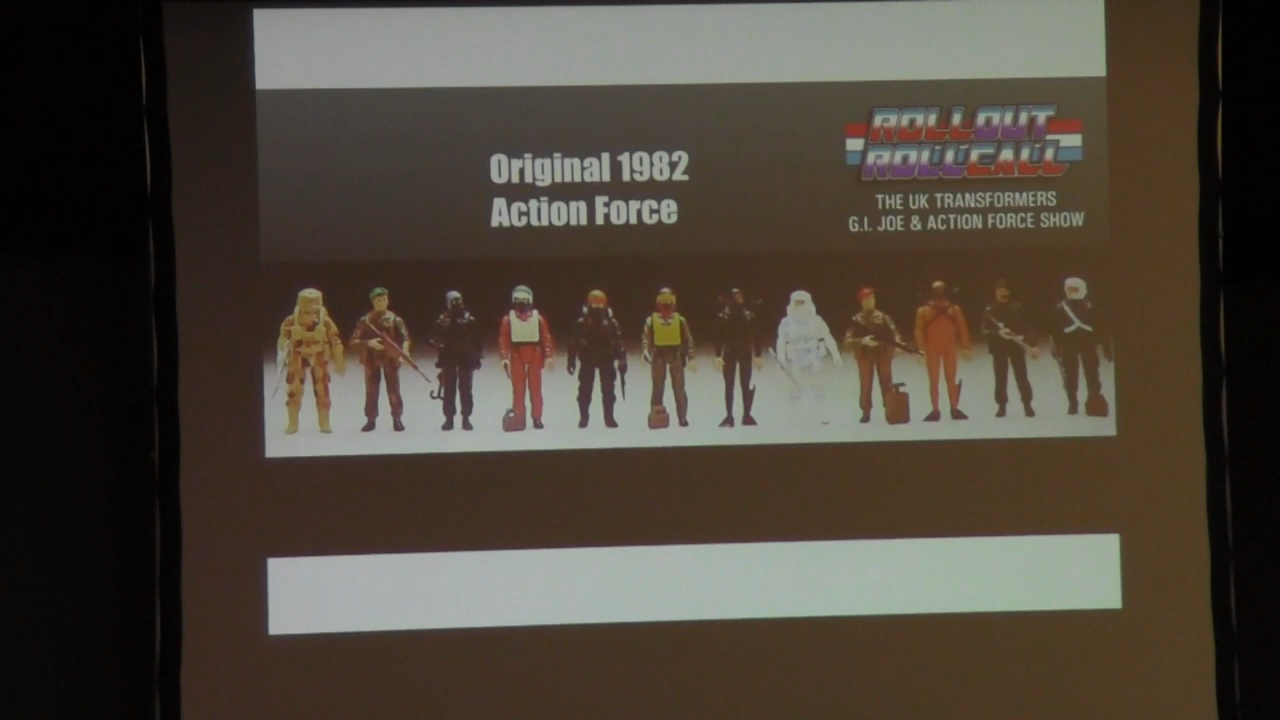 Original 1982
Action Force
ROLLOUT
ROLLCALL
THE UK TRANSFORMERS
G.I. JOE & ACTION FORCE SHOW